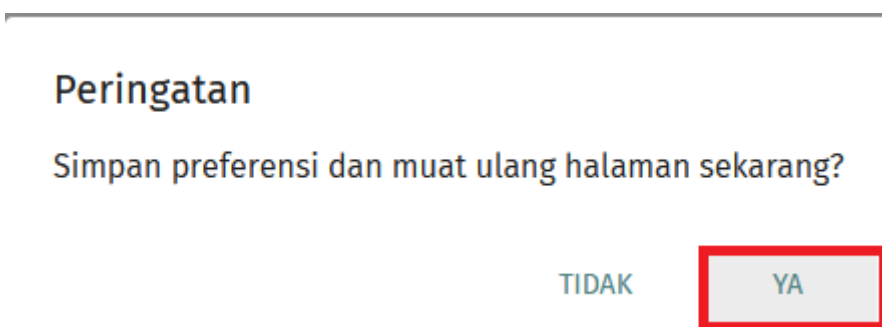 Peringatan
Simpan preferensi dan muat ulang halaman sekarang?
TIDAK YA